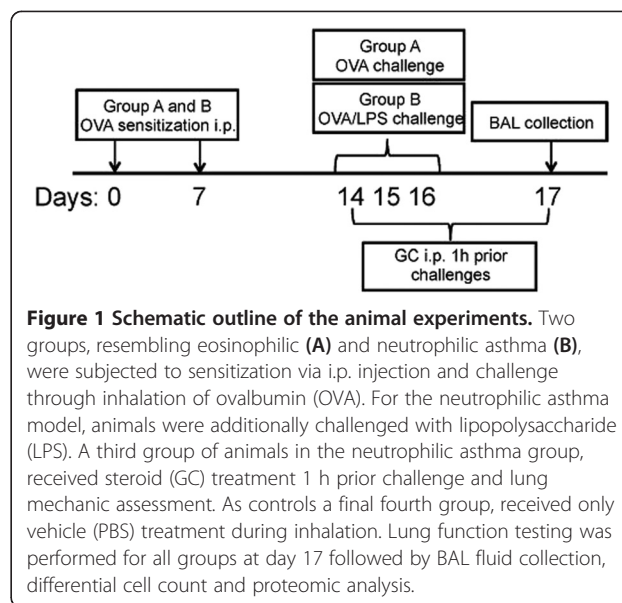 Group A
OVA challenge
Group A and B
OVA sensitization i.p.
Group B
OVA/LPS challenge
BAL collection
Days: 0 7 14 15 16 17
GC i.p. 1h prior
challenges
Figure 1 Schematic outline of the animal experiments. Two
groups, resembling eosinophilic (A) and neutrophilic asthma (B),
were subjected to sensitization via i.p. injection and challenge
through inhalation of ovalbumin (OVA). For the neutrophilic asthma
model, animals were additionally challenged with lipopolysaccharide
(LPS). A third group of animals in the neutrophilic asthma group,
received steroid (GC) treatment 1 h prior challenge and lung
mechanic assessment. As controls a final fourth group, received only
vehicle (PBS) treatment during inhalation. Lung function testing was
performed for all groups at day 17 followed by BAL fluid collection,
differential cell count and proteomic analysis.